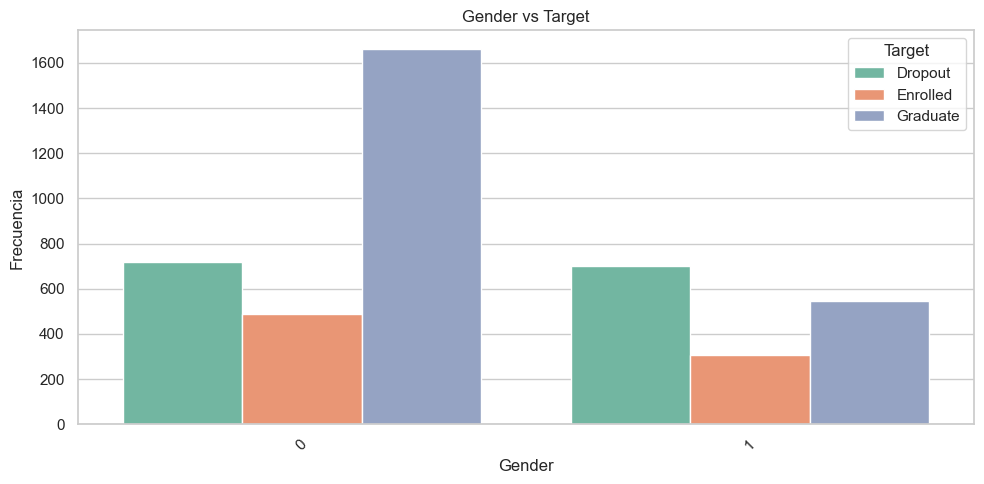 Gender vs Target
Target
Dropout
Enrolled
Graduate
Frecuencia
1600
1400
1200
1000
800
600
400
200
0
0
1
Gender